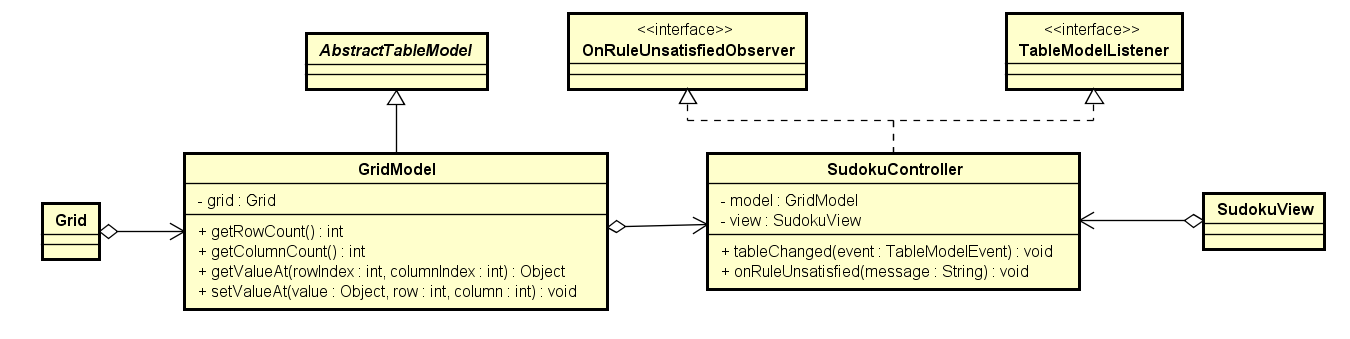 AbstractTableModel
<<interface>>
OnRuleUnsatisfiedObserver
<<interface>>
TableModelListener
Grid
GridModel
- grid : Grid
+ getRowCount() : int
+ getColumnCount() : int
+ getValueAt(rowIndex : int, columnIndex : int) : Object
+ setValueAt(value : Object, row : int, column : int) : void
SudokuController
- model : GridModel
- view : SudokuView
+ tableChanged(event : TableModelEvent) : void
+ onRuleUnsatisfied(message : String) : void
SudokuView